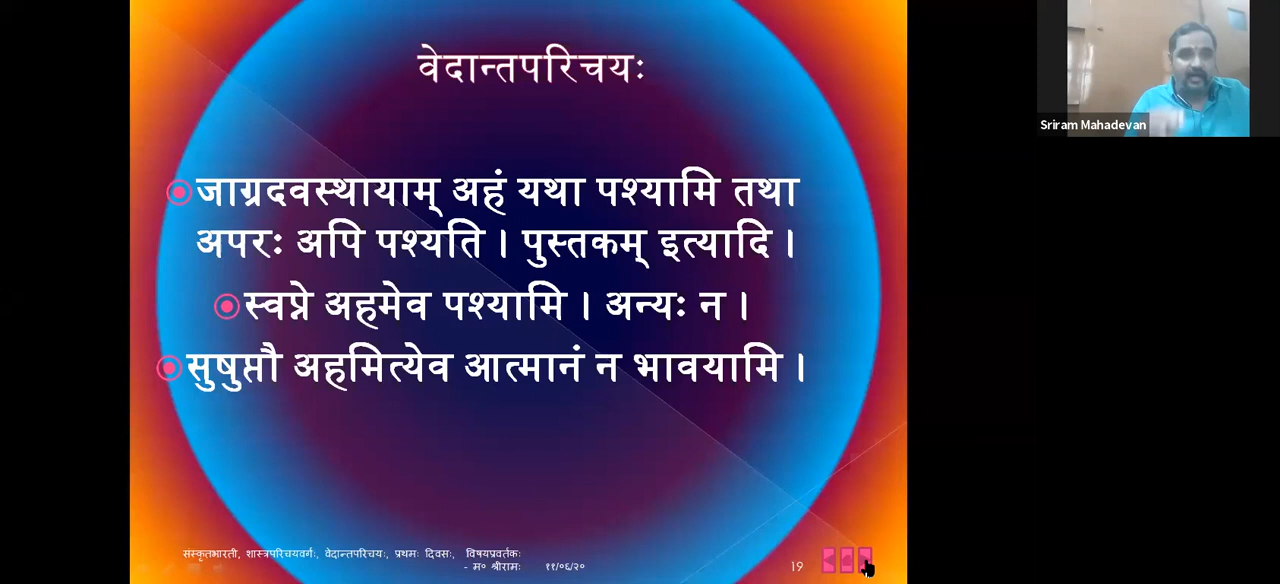 वेदान्तपरिचयः
Sriram Mahadevan
जाग्रदवस्थायाम् अहं यथा पश्यामि तथा
अपरः अपि पश्यति । पुस्तकम् इत्यादि ।
स्वप्ने अहमेव पश्यामि । अन्यः न ।
सुषुप्तौ अहमित्येव आत्मानं न भावयामि ।
संस्कृतभारती, शास्त्रपरिचयवर्गः, वेदान्तपरिचयः, प्रथमः दिवसः, विषयप्रवर्तकः
- म० श्रीरामः ११/०६/२०
19